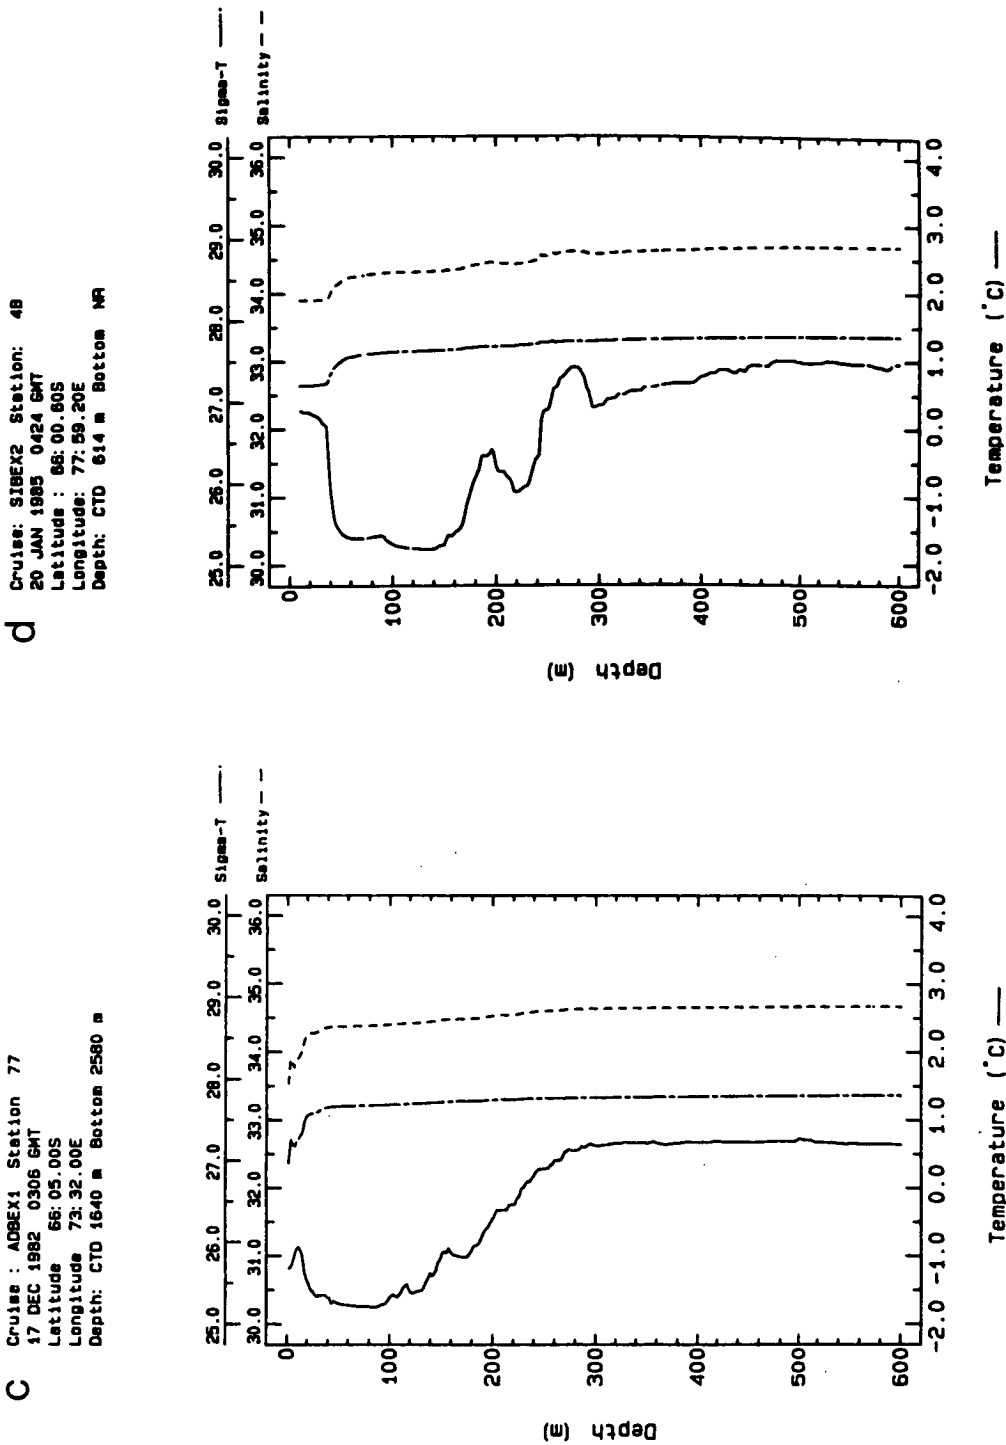 d
Cruise: SIBEX2 Station: 48
20 JAN 1985 0424 GMT
Latitude : 66:00.60S
Longitude: 77:59.20E
Depth: CTD 614 m Bottom NR
Sigma-T
25.0 26.0 27.0 28.0 29.0 30.0
Salinity
30.0 31.0 32.0 33.0 34.0 35.0 36.0
0
100
200
300
400
500
600
Depth (m)
-2.0 -1.0 0.0 1.0 2.0 3.0 4.0
Temperature (°C)
c
Cruise : ADBEX1 Station 77
17 DEC 1982 0306 GMT
Latitude 66:05.00S
Longitude 73:32.00E
Depth: CTD 1640 m Bottom 2580 m
Sigma-T
25.0 26.0 27.0 28.0 29.0 30.0
Salinity
30.0 31.0 32.0 33.0 34.0 35.0 36.0
0
100
200
300
400
500
600
Depth (m)
-2.0 -1.0 0.0 1.0 2.0 3.0 4.0
Temperature (°C)